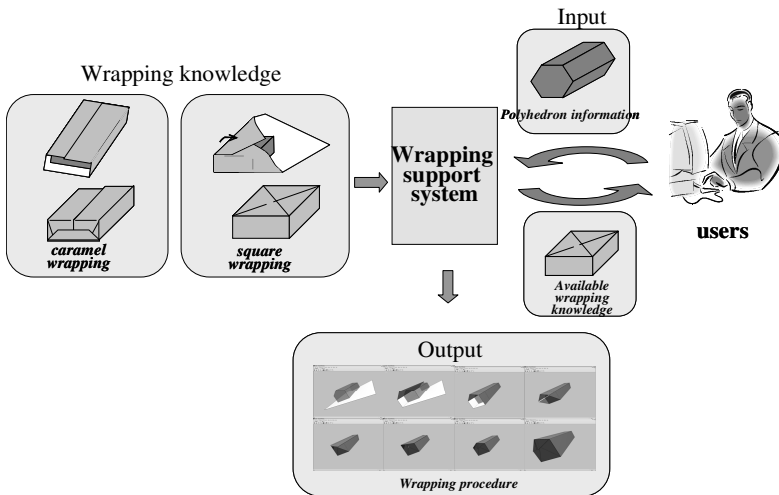 Input
Wrapping knowledge
Polyhedron information
Wrapping
support
system
caramel
wrapping
square
wrapping
users
Available
wrapping
knowledge
Output
Wrapping procedure